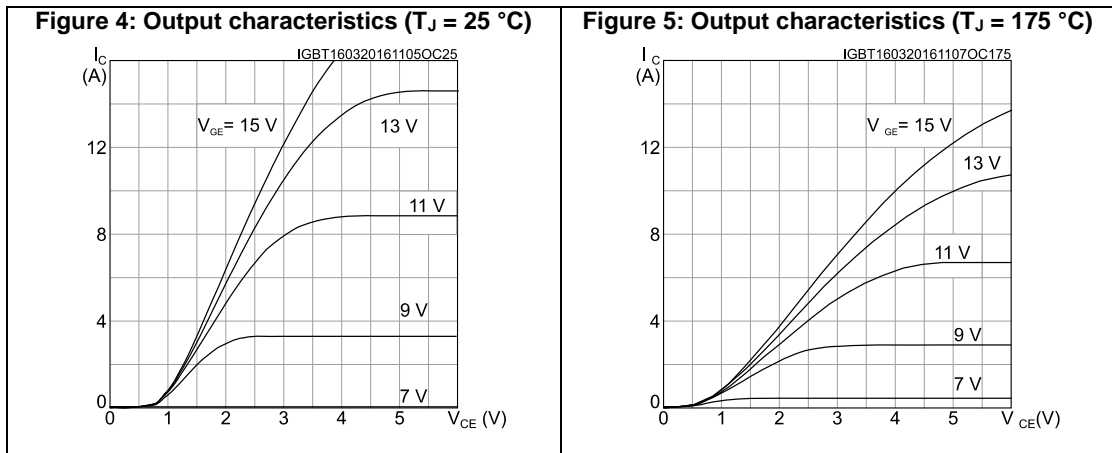 Figure 4: Output characteristics (TJ = 25 °C)
IC
(A)
IGBT160320161105OC25
VGE= 15 V
13 V
12
11 V
8
9 V
4
7 V
0
0 1 2 3 4 5 VCE (V)
Figure 5: Output characteristics (TJ = 175 °C)
IC
(A)
IGBT160320161107OC175
V GE= 15 V
13 V
12
11 V
8
9 V
4
7 V
0
0 1 2 3 4 5 V CE(V)